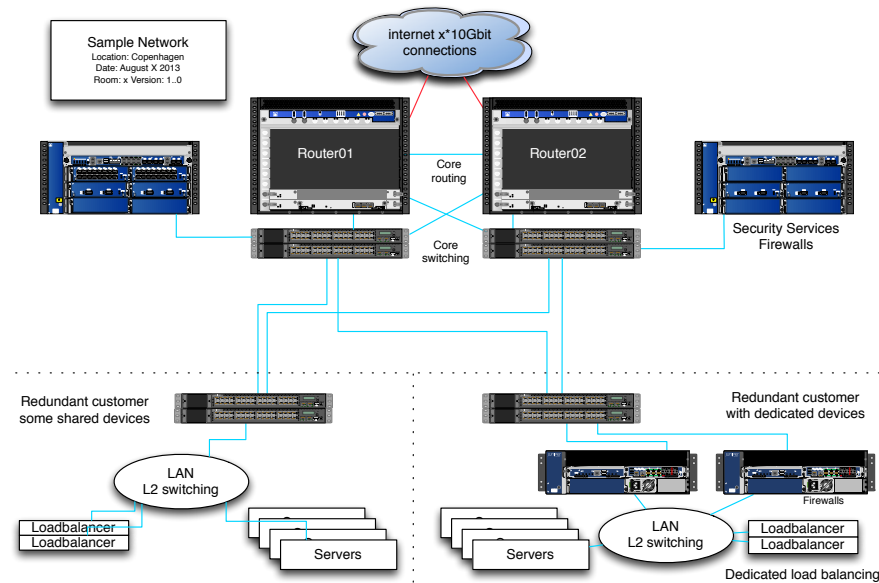 Sample Network
Location: Copenhagen
Date: August X 2013
Room: x Version: 1..0
internet x*10Gbit
connections
Router01
Router02
Core
routing
Core
switching
Security Services
Firewalls
Redundant customer
some shared devices
Redundant customer
with dedicated devices
LAN
L2 switching
Firewalls
Loadbalancer
Loadbalancer
Servers
Servers
LAN
L2 switching
Loadbalancer
Loadbalancer
Dedicated load balancing